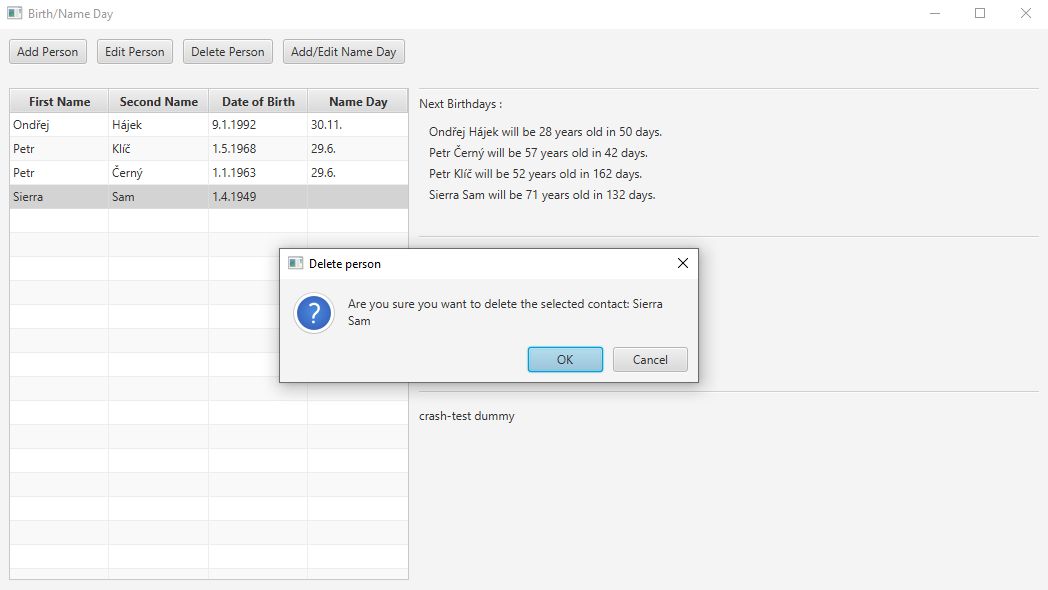 Birth/Name Day
Add Person Edit Person Delete Person Add/Edit Name Day
First Name Second Name Date of Birth Name Day
Ondřej Hájek 9.1.1992 30.11.
Petr Klíč 1.5.1968 29.6.
Petr Černý 1.1.1963 29.6.
Sierra Sam 1.4.1949
Next Birthdays :
Ondřej Hájek will be 28 years old in 50 days.
Petr Černý will be 57 years old in 42 days.
Petr Klíč will be 52 years old in 162 days.
Sierra Sam will be 71 years old in 132 days.
Delete person
Are you sure you want to delete the selected contact: Sierra
Sam
OK Cancel
crash-test dummy